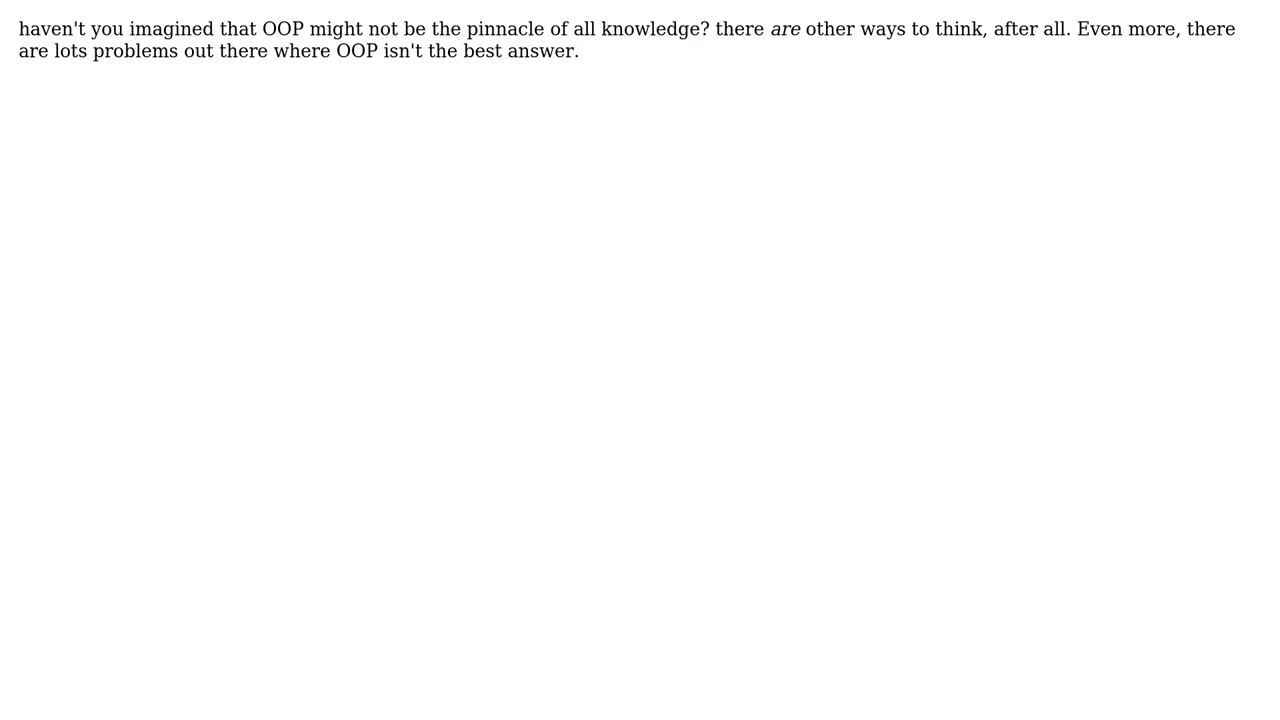 haven't you imagined that OOP might not be the pinnacle of all knowledge? there are other ways to think, after all. Even more, there
are lots problems out there where OOP isn't the best answer.